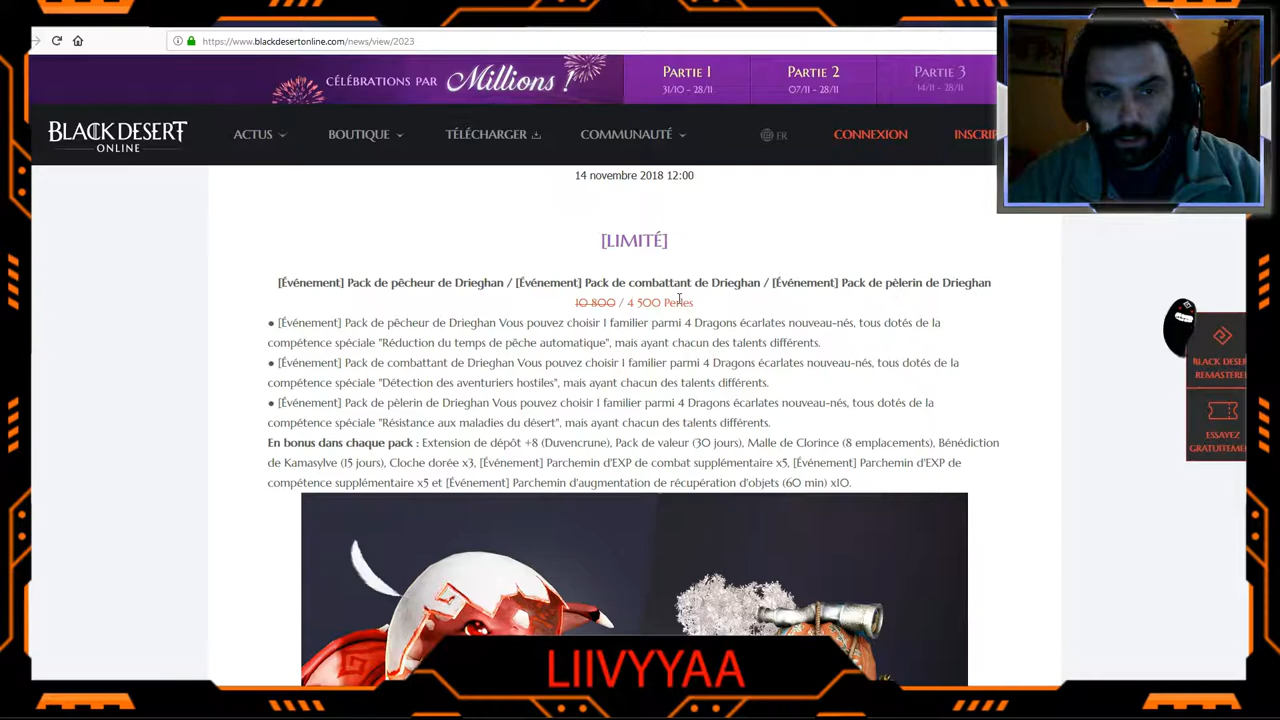 https://www.blackdesertonline.com/news/view/2023
CÉLÉBRATIONS PAR Millions !
PARTIE 1
31/10 - 28/11
PARTIE 2
07/11 - 28/11
PARTIE 3
14/11 - 28/11
BLACK DESERT
ONLINE
ACTUS
BOUTIQUE
TÉLÉCHARGER
COMMUNAUTÉ
FR
CONNEXION
INSCRIP
14 novembre 2018 12:00
[LIMITÉ]
[Événement] Pack de pêcheur de Drieghan / [Événement] Pack de combattant de Drieghan / [Événement] Pack de pèlerin de Drieghan
10 800 / 4 500 Perles
● [Événement] Pack de pêcheur de Drieghan Vous pouvez choisir 1 familier parmi 4 Dragons écarlates nouveau-nés, tous dotés de la
compétence spéciale "Réduction du temps de pêche automatique", mais ayant chacun des talents différents.
● [Événement] Pack de combattant de Drieghan Vous pouvez choisir 1 familier parmi 4 Dragons écarlates nouveau-nés, tous dotés de la
compétence spéciale "Détection des aventuriers hostiles", mais ayant chacun des talents différents.
● [Événement] Pack de pèlerin de Drieghan Vous pouvez choisir 1 familier parmi 4 Dragons écarlates nouveau-nés, tous dotés de la
compétence spéciale "Résistance aux maladies du désert", mais ayant chacun des talents différents.
En bonus dans chaque pack : Extension de dépôt +8 (Duvencrune), Pack de valeur (30 jours), Malle de Clorince (8 emplacements), Bénédiction
de Kamasylve (15 jours), Cloche dorée x3, [Événement] Parchemin d'EXP de combat supplémentaire x5, [Événement] Parchemin d'EXP de
compétence supplémentaire x5 et [Événement] Parchemin d'augmentation de récupération d'objets (60 min) x10.
BLACK DESER
REMASTERE
ESSAYEZ
GRATUITEME
LIIVYYAA